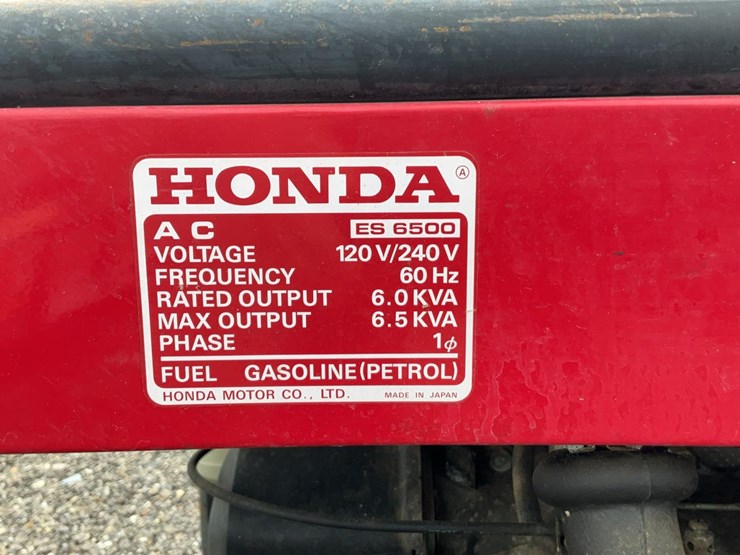 HONDA Ⓐ
AC ES 6500
VOLTAGE 120 V/240 V
FREQUENCY 60 Hz
RATED OUTPUT 6.0 KVA
MAX OUTPUT 6.5 KVA
PHASE 1ϕ
FUEL GASOLINE (PETROL)
HONDA MOTOR CO., LTD. MADE IN JAPAN